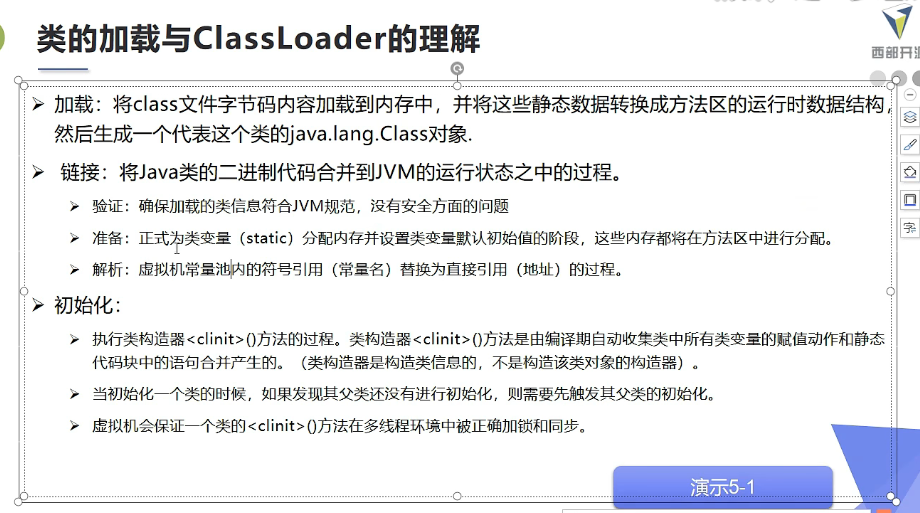 类的加载与ClassLoader的理解
西部开源
加载：将class文件字节码内容加载到内存中，并将这些静态数据转换成方法区的运行时数据结构，
然后生成一个代表这个类的java.lang.Class对象.
链接：将Java类的二进制代码合并到JVM的运行状态之中的过程。
验证：确保加载的类信息符合JVM规范，没有安全方面的问题
准备：正式为类变量（static）分配内存并设置类变量默认初始值的阶段，这些内存都将在方法区中进行分配。
解析：虚拟机常量池内的符号引用（常量名）替换为直接引用（地址）的过程。
初始化：
执行类构造器<clinit>()方法的过程。类构造器<clinit>()方法是由编译期自动收集类中所有类变量的赋值动作和静态
代码块中的语句合并产生的。（类构造器是构造类信息的，不是构造该类对象的构造器）。
当初始化一个类的时候，如果发现其父类还没有进行初始化，则需要先触发其父类的初始化。
虚拟机会保证一个类的<clinit>()方法在多线程环境中被正确加锁和同步。
演示5-1